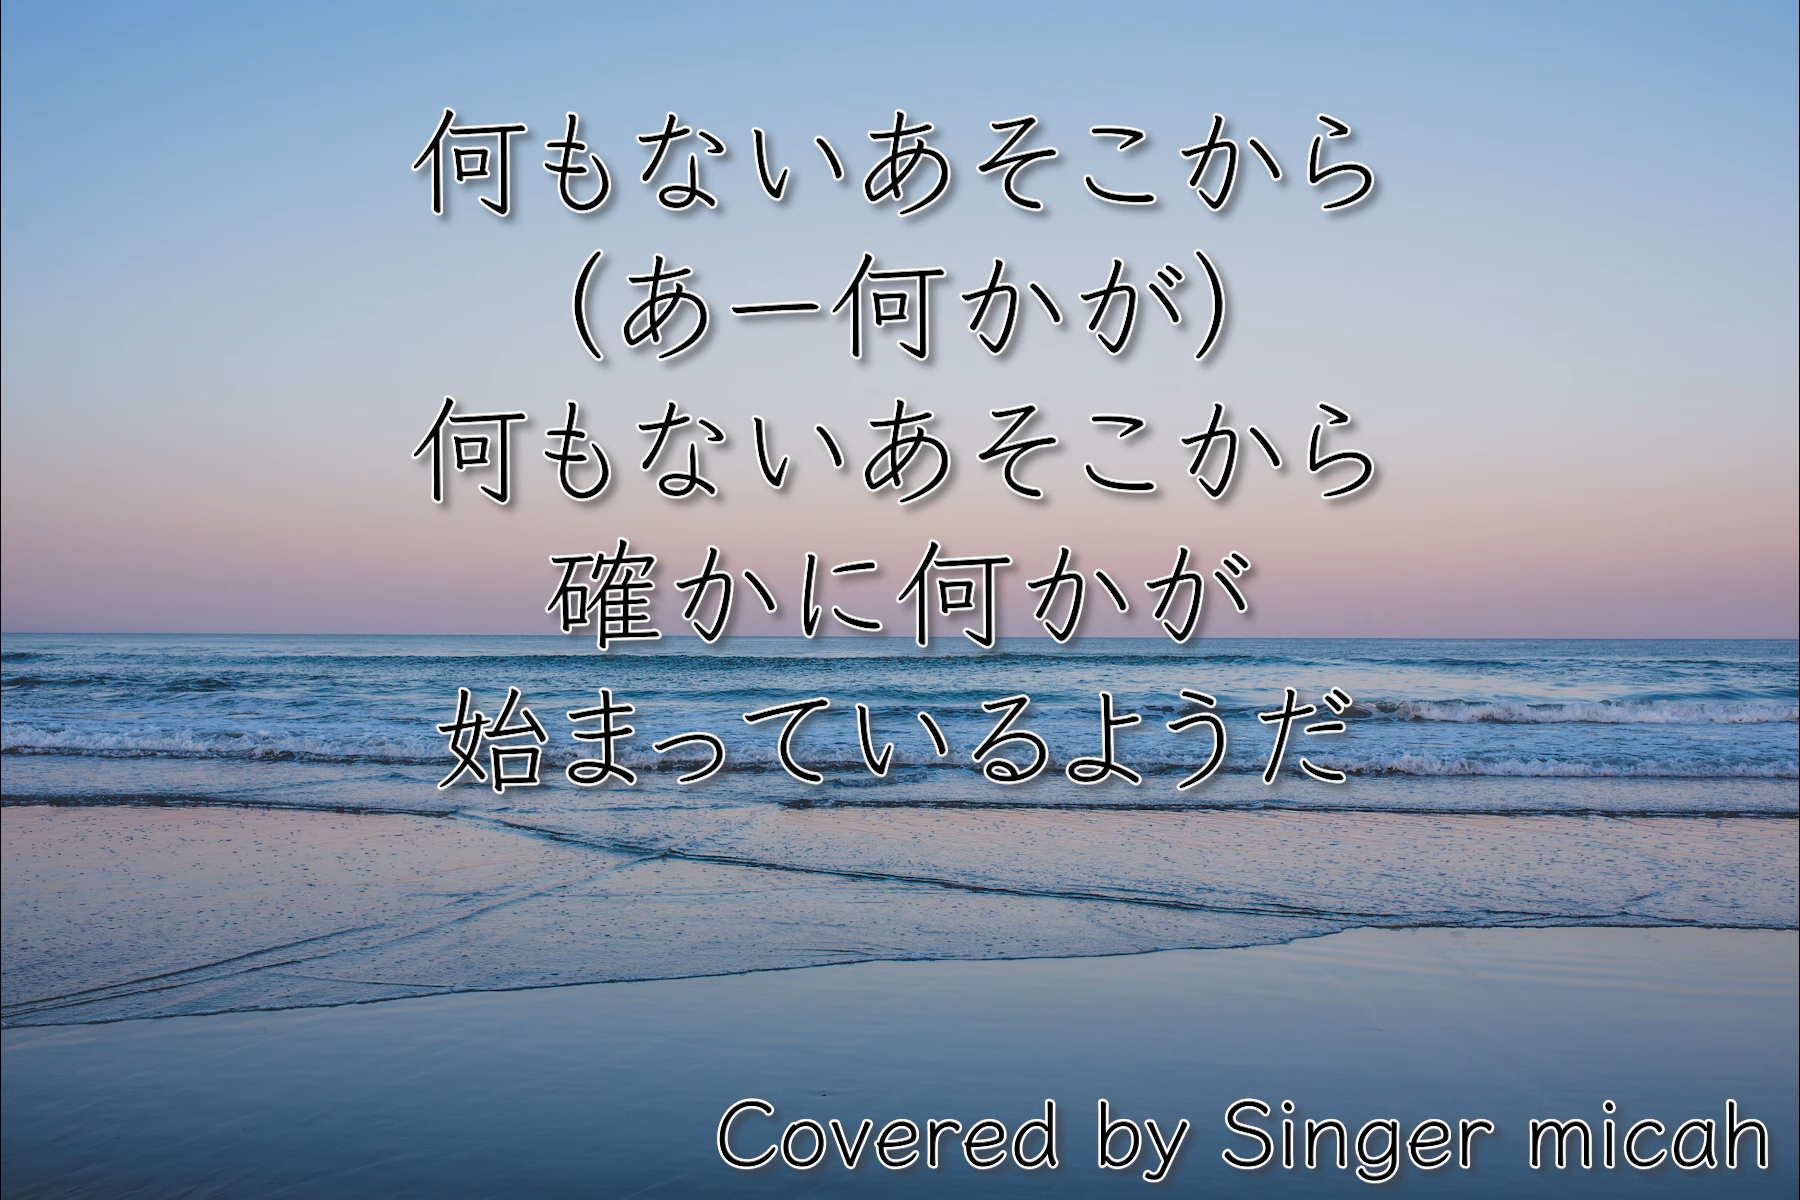 何もないあそこから
(あー何かが)
何もないあそこから
確かに何かが
始まっているようだ
Covered by Singer micah